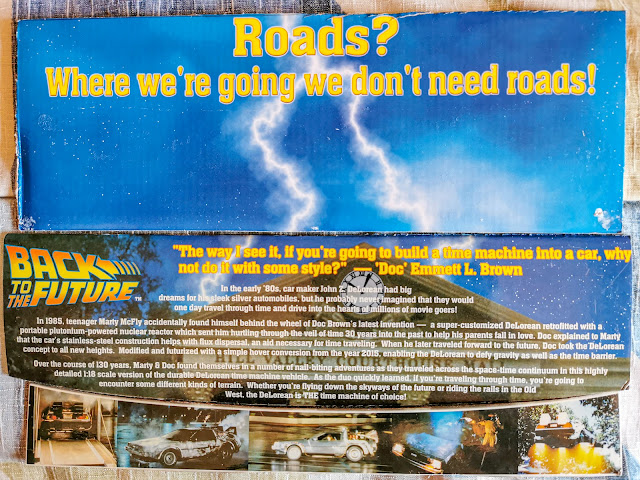 Roads?
Where we're going we don't need roads!
BACK
TO THE
FUTURE™
"The way I see it, if you're going to build a time machine into a car, why
not do it with some style?" — 'Doc' Emmett L. Brown
In the early '80s, car maker John Z. DeLorean had big
dreams for his sleek silver automobiles, but he probably never imagined that they would
one day travel through time and drive into the hearts of millions of movie goers!
In 1985, teenager Marty McFly accidentally found himself behind the wheel of Doc Brown's latest invention — a super-customized DeLorean retrofitted with a
portable plutonium-powered nuclear reactor which sent him hurtling through the veil of time 30 years into the past to help his parents fall in love. Doc explained to Marty
that the car's stainless-steel construction helps with flux dispersal, an aid necessary for time traveling. When he later traveled forward to the future, Doc took the DeLorean
concept to all new heights. Modified and futurized with a simple hover conversion from the year 2015, enabling the DeLorean to defy gravity as well as the time barrier.
Over the course of 130 years, Marty & Doc found themselves in a number of nail-biting adventures as they traveled across the space-time continuum in this highly
detailed 1:18 scale version of the durable DeLorean time machine vehicle. As the duo quickly learned, if you're traveling through time, you're going to
encounter some different kinds of terrain. Whether you're flying down the skyways of the future or riding the rails in the Old
West, the DeLorean is THE time machine of choice!